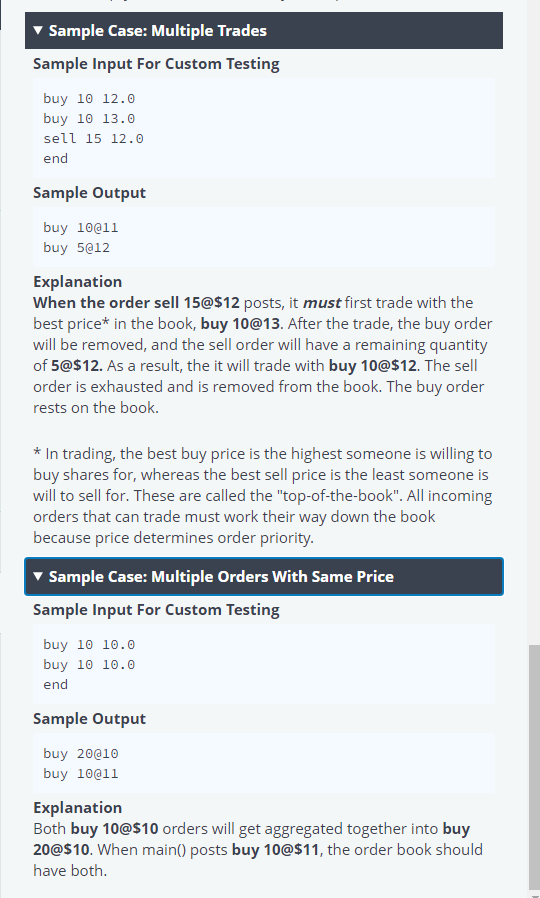 ▼ Sample Case: Multiple Trades
Sample Input For Custom Testing
buy 10 12.0
buy 10 13.0
sell 15 12.0
end
Sample Output
buy 10@11
buy 5@12
Explanation
When the order sell 15@$12 posts, it must first trade with the
best price* in the book, buy 10@13. After the trade, the buy order
will be removed, and the sell order will have a remaining quantity
of 5@$12. As a result, the it will trade with buy 10@$12. The sell
order is exhausted and is removed from the book. The buy order
rests on the book.
* In trading, the best buy price is the highest someone is willing to
buy shares for, whereas the best sell price is the least someone is
will to sell for. These are called the "top-of-the-book". All incoming
orders that can trade must work their way down the book
because price determines order priority.
▼ Sample Case: Multiple Orders With Same Price
Sample Input For Custom Testing
buy 10 10.0
buy 10 10.0
end
Sample Output
buy 20@10
buy 10@11
Explanation
Both buy 10@$10 orders will get aggregated together into buy
20@$10. When main() posts buy 10@$11, the order book should
have both.